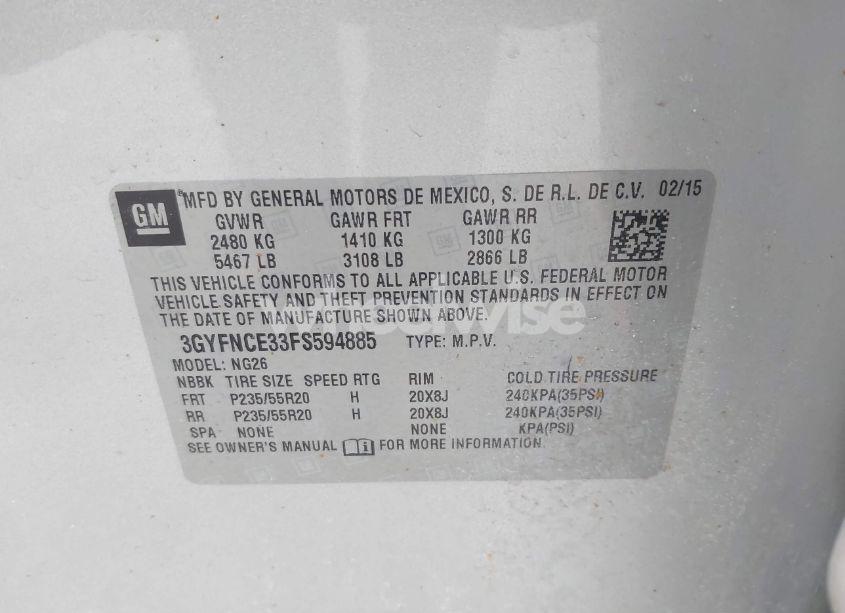 GM
MFD BY GENERAL MOTORS DE MEXICO, S. DE R.L. DE C.V. 02/15
GVWR GAWR FRT GAWR RR
2480 KG 1410 KG 1300 KG
5467 LB 3108 LB 2866 LB
THIS VEHICLE CONFORMS TO ALL APPLICABLE U.S. FEDERAL MOTOR
VEHICLE SAFETY AND THEFT PREVENTION STANDARDS IN EFFECT ON
THE DATE OF MANUFACTURE SHOWN ABOVE.
wheelwise
3GYFNCE33FS594885 TYPE: M.P.V.
MODEL: NG26
NBBK TIRE SIZE SPEED RTG RIM COLD TIRE PRESSURE
FRT P235/55R20 H 20X8J 240KPA(35PSI)
RR P235/55R20 H 20X8J 240KPA(35PSI)
SPA NONE NONE KPA(PSI)
SEE OWNER'S MANUAL FOR MORE INFORMATION.